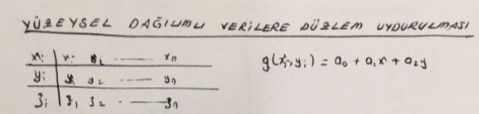 YÜZEYSEL DAĞILIMLI VERİLERE DÜZLEM UYDURULMASI
xi | x1 x2 ------ xn
yi | y1 y2 ------ yn
zi | z1 z2 ------ zn
g(xi,yi) = a0 + a1x + a2y